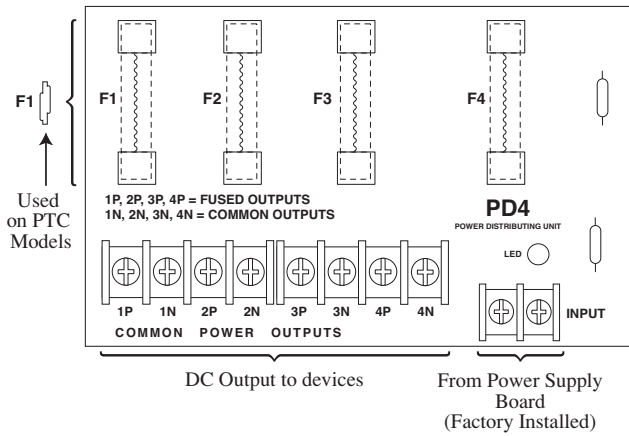 F1
F1
F2
F3
F4
Used
on PTC
Models
1P, 2P, 3P, 4P = FUSED OUTPUTS
1N, 2N, 3N, 4N = COMMON OUTPUTS
PD4
POWER DISTRIBUTING UNIT
LED
1P 1N 2P 2N 3P 3N 4P 4N
INPUT
COMMON POWER OUTPUTS
DC Output to devices
From Power Supply
Board
(Factory Installed)